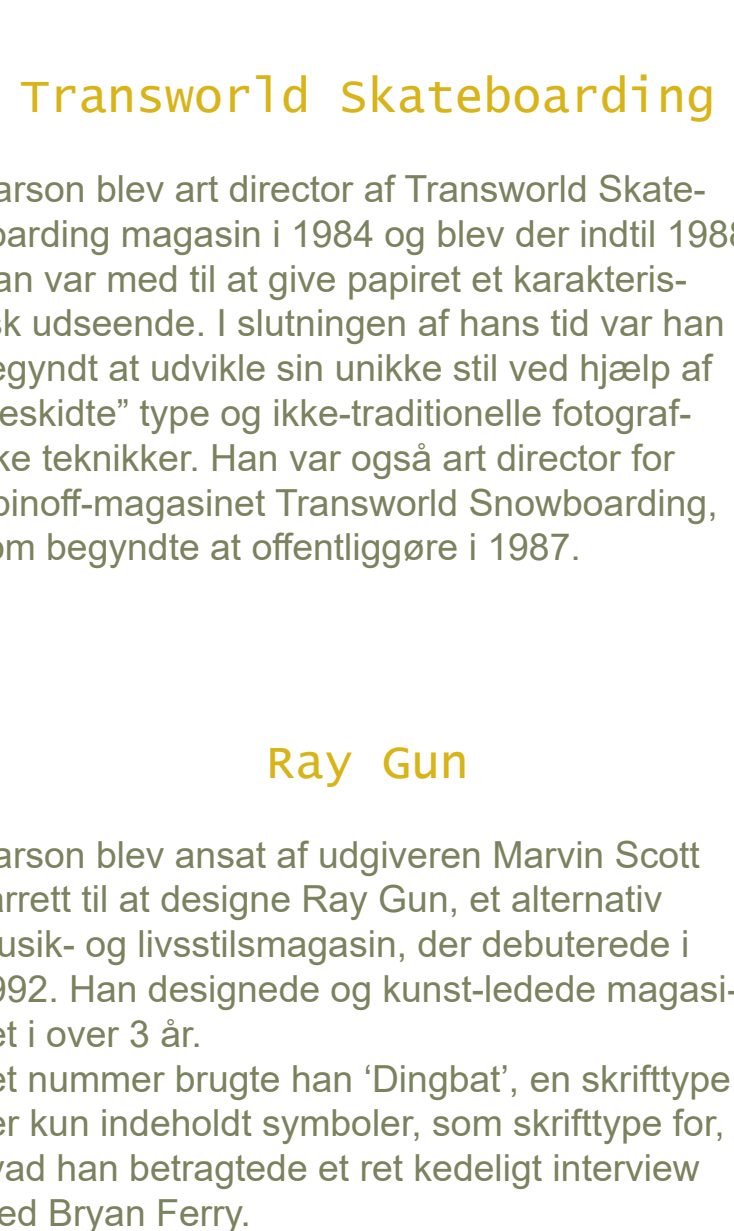 Transworld Skateboarding
arson blev art director af Transworld Skate-
oarding magasin i 1984 og blev der indtil 1988
an var med til at give papiret et karakteris-
sk udseende. I slutningen af hans tid var han
egyndt at udvikle sin unikke stil ved hjælp af
eskidte” type og ikke-traditionelle fotograf-
ke teknikker. Han var også art director for
pinoff-magasinet Transworld Snowboarding,
om begyndte at offentliggøre i 1987.
Ray Gun
arson blev ansat af udgiveren Marvin Scott
arrett til at designe Ray Gun, et alternativ
usik- og livsstilsmagasin, der debuterede i
992. Han designede og kunst-ledede magasi-
et i over 3 år.
et nummer brugte han ‘Dingbat’, en skrifttype
er kun indeholdt symboler, som skrifttype for,
vad han betragtede et ret kedeligt interview
ed Bryan Ferry.